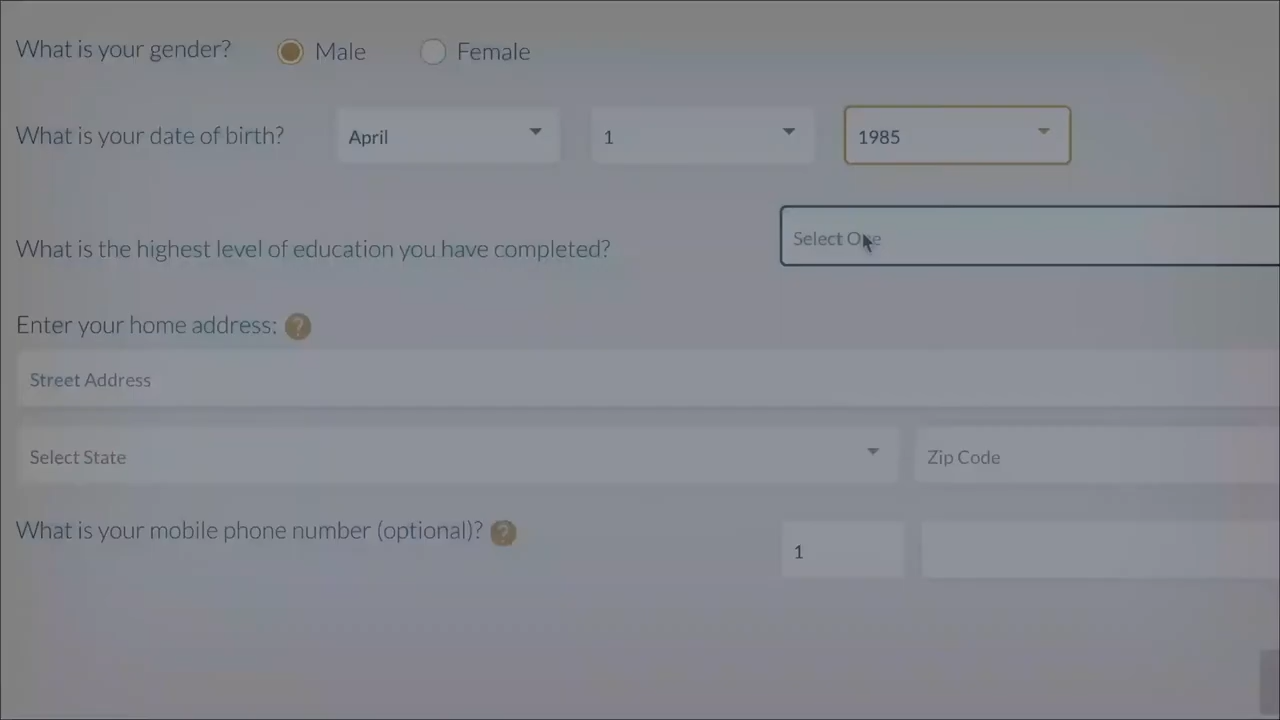 What is your gender? Male Female
What is your date of birth? April 1 1985
What is the highest level of education you have completed? Select One
Enter your home address: ?
Street Address
Select State Zip Code
What is your mobile phone number (optional)? ? 1